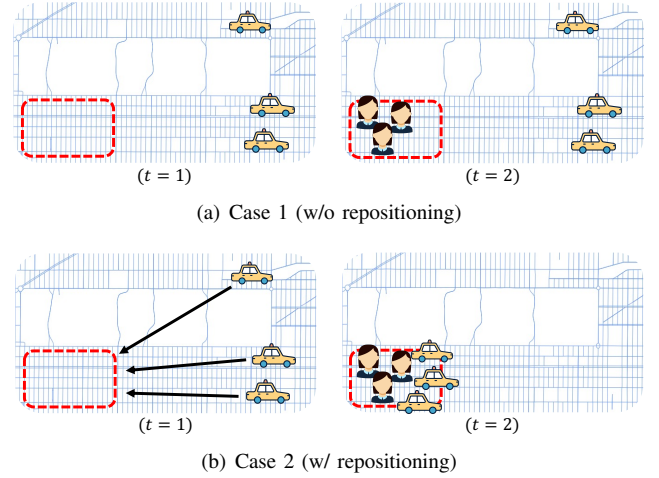 (t = 1)
(t = 2)
(a) Case 1 (w/o repositioning)
(t = 1)
(t = 2)
(b) Case 2 (w/ repositioning)